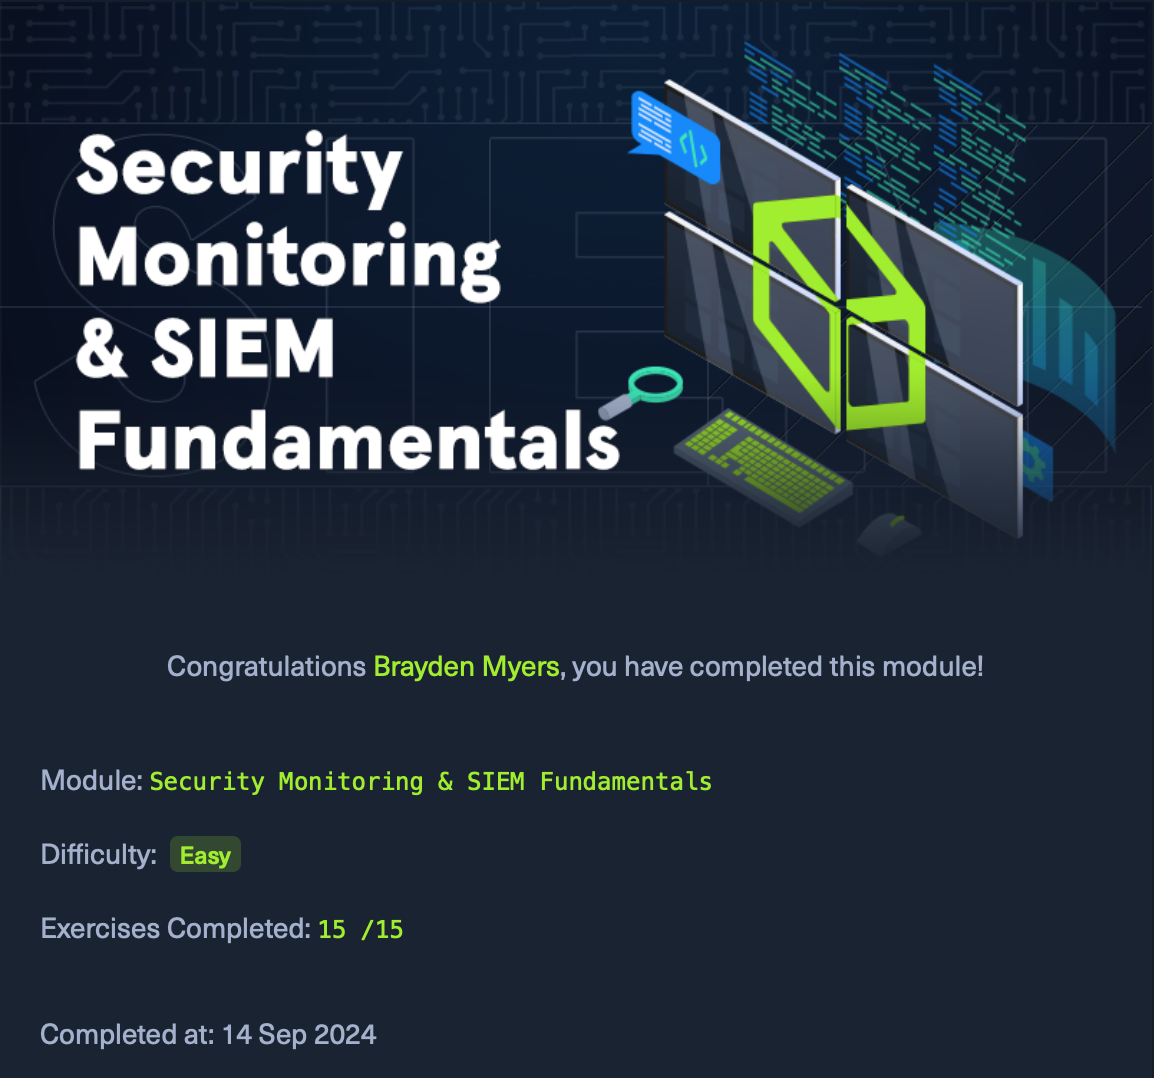 Security
Monitoring
& SIEM
Fundamentals
Congratulations Brayden Myers, you have completed this module!
Module: Security Monitoring & SIEM Fundamentals
Difficulty: Easy
Exercises Completed: 15 /15
Completed at: 14 Sep 2024